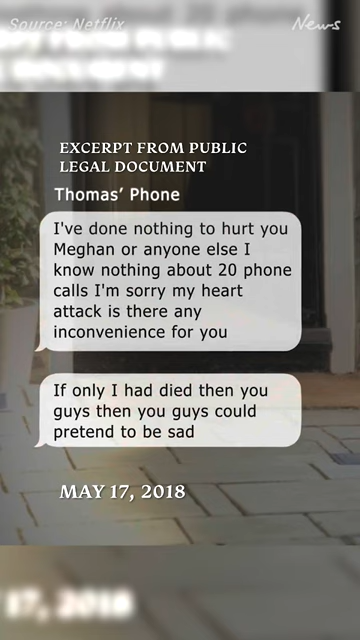 Source: Netflix
News
EXCERPT FROM PUBLIC
LEGAL DOCUMENT
Thomas' Phone
I've done nothing to hurt you
Meghan or anyone else I
know nothing about 20 phone
calls I'm sorry my heart
attack is there any
inconvenience for you
If only I had died then you
guys then you guys could
pretend to be sad
MAY 17, 2018